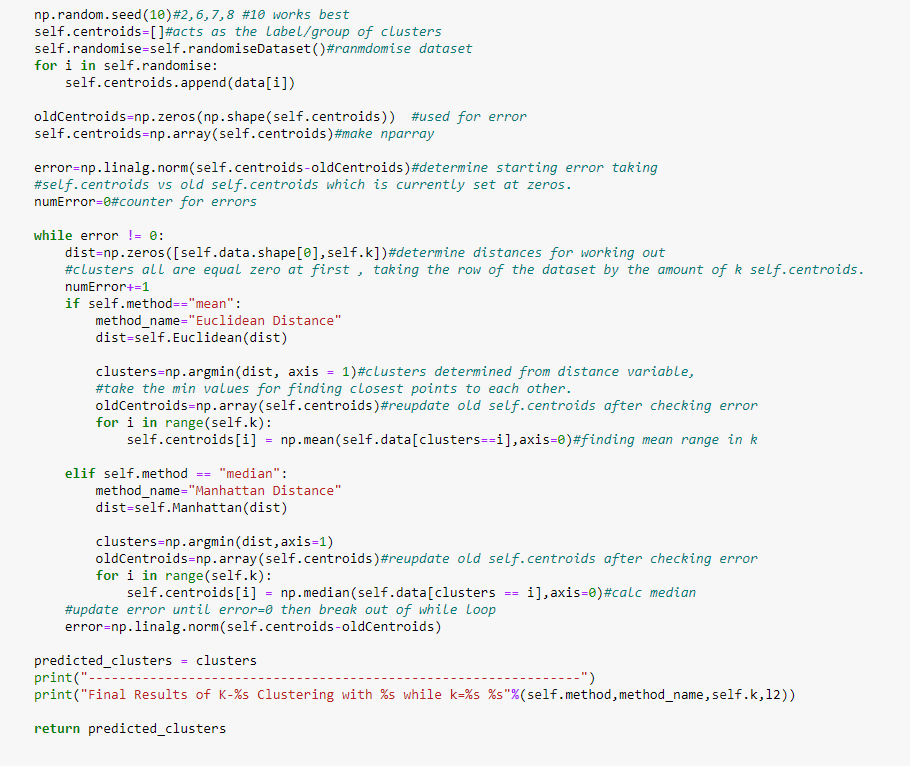 np.random.seed(10)#2,6,7,8 #10 works best
self.centroids=[]#acts as the label/group of clusters
self.randomise=self.randomiseDataset()#ranmdomise dataset
for i in self.randomise:
    self.centroids.append(data[i])

oldCentroids=np.zeros(np.shape(self.centroids))  #used for error
self.centroids=np.array(self.centroids)#make nparray

error=np.linalg.norm(self.centroids-oldCentroids)#determine starting error taking
#self.centroids vs old self.centroids which is currently set at zeros.
numError=0#counter for errors

while error != 0:
    dist=np.zeros([self.data.shape[0],self.k])#determine distances for working out
    #clusters all are equal zero at first , taking the row of the dataset by the amount of k self.centroids.
    numError+=1
    if self.method=="mean":
        method_name="Euclidean Distance"
        dist=self.Euclidean(dist)

        clusters=np.argmin(dist, axis = 1)#clusters determined from distance variable,
        #take the min values for finding closest points to each other.
        oldCentroids=np.array(self.centroids)#reupdate old self.centroids after checking error
        for i in range(self.k):
            self.centroids[i] = np.mean(self.data[clusters==i],axis=0)#finding mean range in k

    elif self.method == "median":
        method_name="Manhattan Distance"
        dist=self.Manhattan(dist)

        clusters=np.argmin(dist,axis=1)
        oldCentroids=np.array(self.centroids)#reupdate old self.centroids after checking error
        for i in range(self.k):
            self.centroids[i] = np.median(self.data[clusters == i],axis=0)#calc median
    #update error until error=0 then break out of while loop
    error=np.linalg.norm(self.centroids-oldCentroids)

predicted_clusters = clusters
print("---------------------------------------------------------------")
print("Final Results of K-%s Clustering with %s while k=%s %s"%(self.method,method_name,self.k,l2))

return predicted_clusters